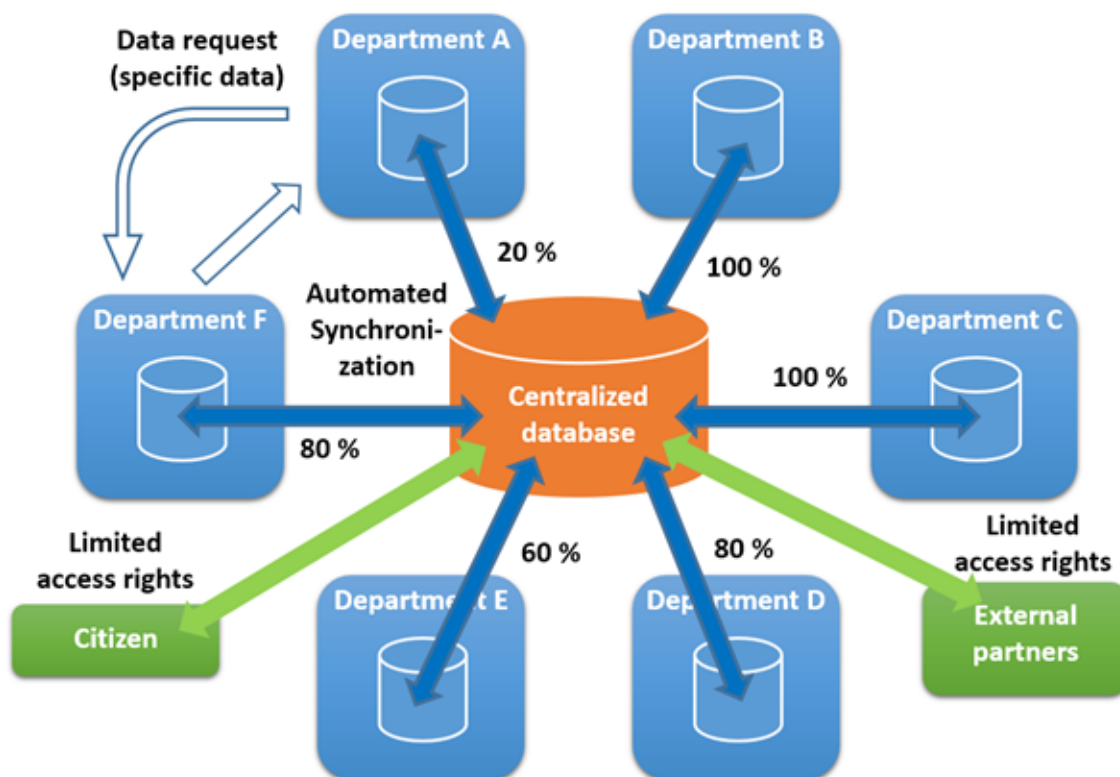 Data request
(specific data)
Department A
Department B
20 %
100 %
Automated
Synchroni-
zation
Department F
Department C
Centralized
database
100 %
80 %
Limited
access rights
Citizen
60 %
80 %
Limited
access rights
External
partners
Department E
Department D